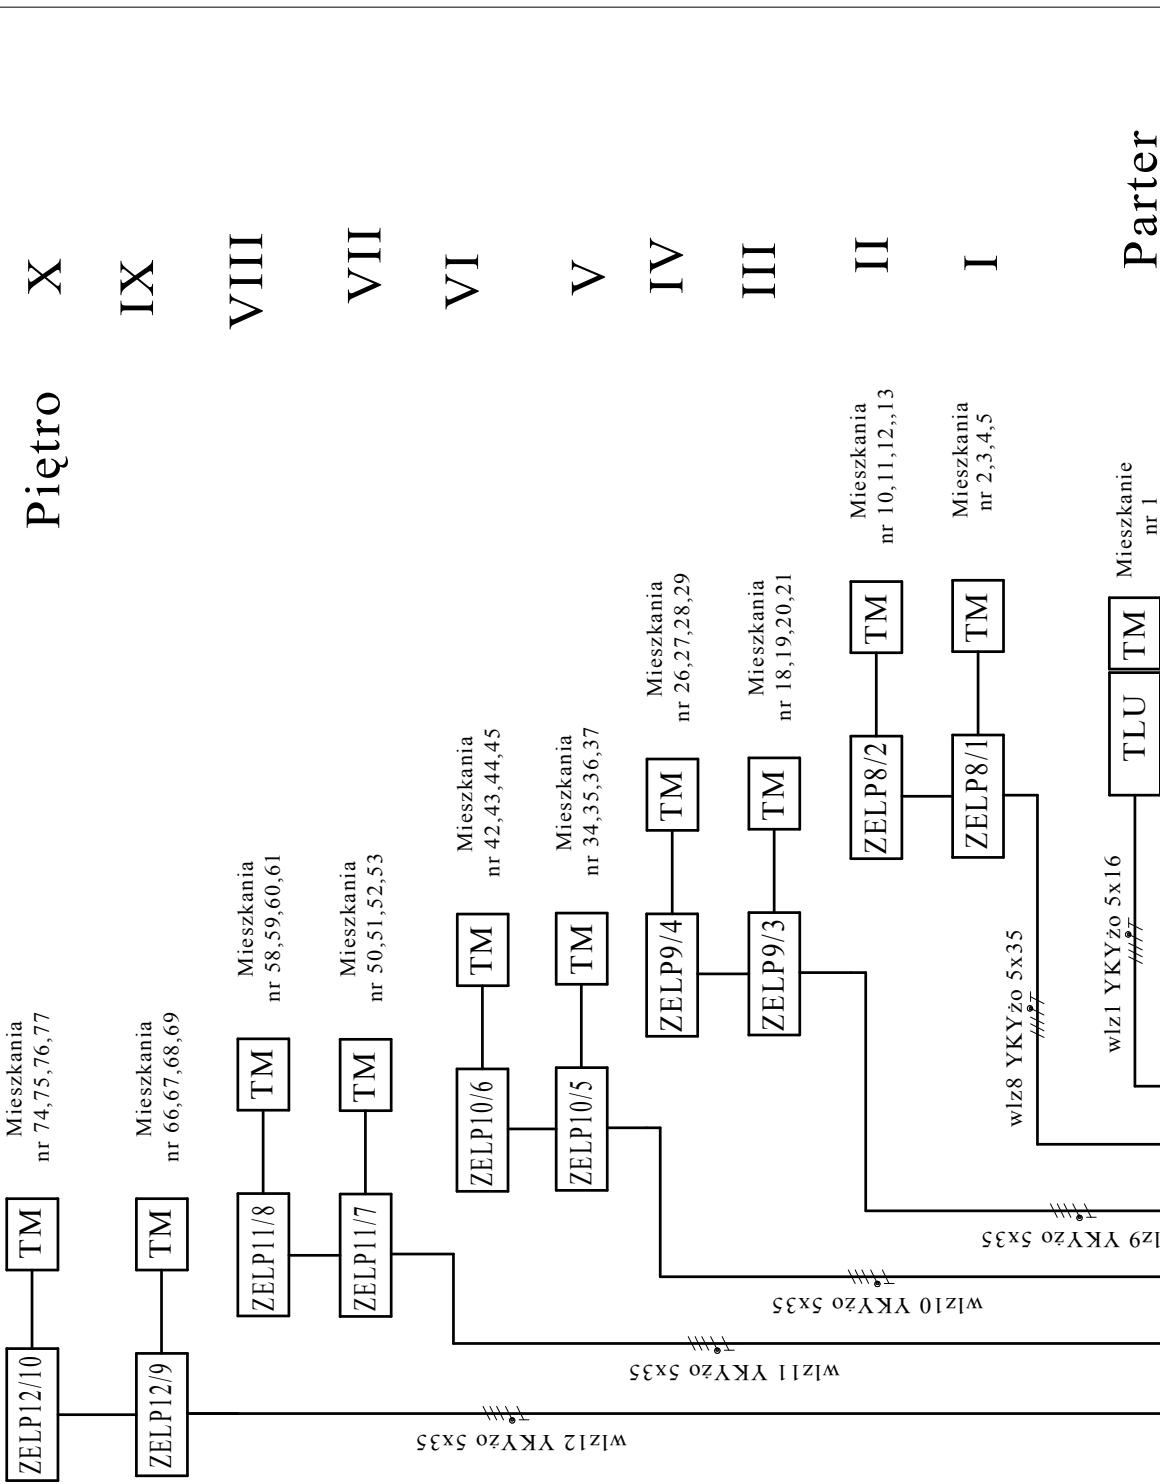 Piętro X
IX
VIII
VII
VI
V
IV
III
II
I
Parter
Mieszkania
nr 74,75,76,77
TM
ZELP12/10
Mieszkania
nr 66,67,68,69
TM
ZELP12/9
Mieszkania
nr 58,59,60,61
TM
ZELP11/8
Mieszkania
nr 50,51,52,53
TM
ZELP11/7
Mieszkania
nr 42,43,44,45
TM
ZELP10/6
Mieszkania
nr 34,35,36,37
TM
ZELP10/5
Mieszkania
nr 26,27,28,29
TM
ZELP9/4
Mieszkania
nr 18,19,20,21
TM
ZELP9/3
Mieszkania
nr 10,11,12,,13
TM
ZELP8/2
Mieszkania
nr 2,3,4,5
TM
ZELP8/1
Mieszkanie
nr 1
TM
TLU
wlz1 YKYżo 5x16
wlz8 YKYżo 5x35
lz9 YKYżo 5x35
wlz10 YKYżo 5x35
wlz11 YKYżo 5x35
wlz12 YKYżo 5x35